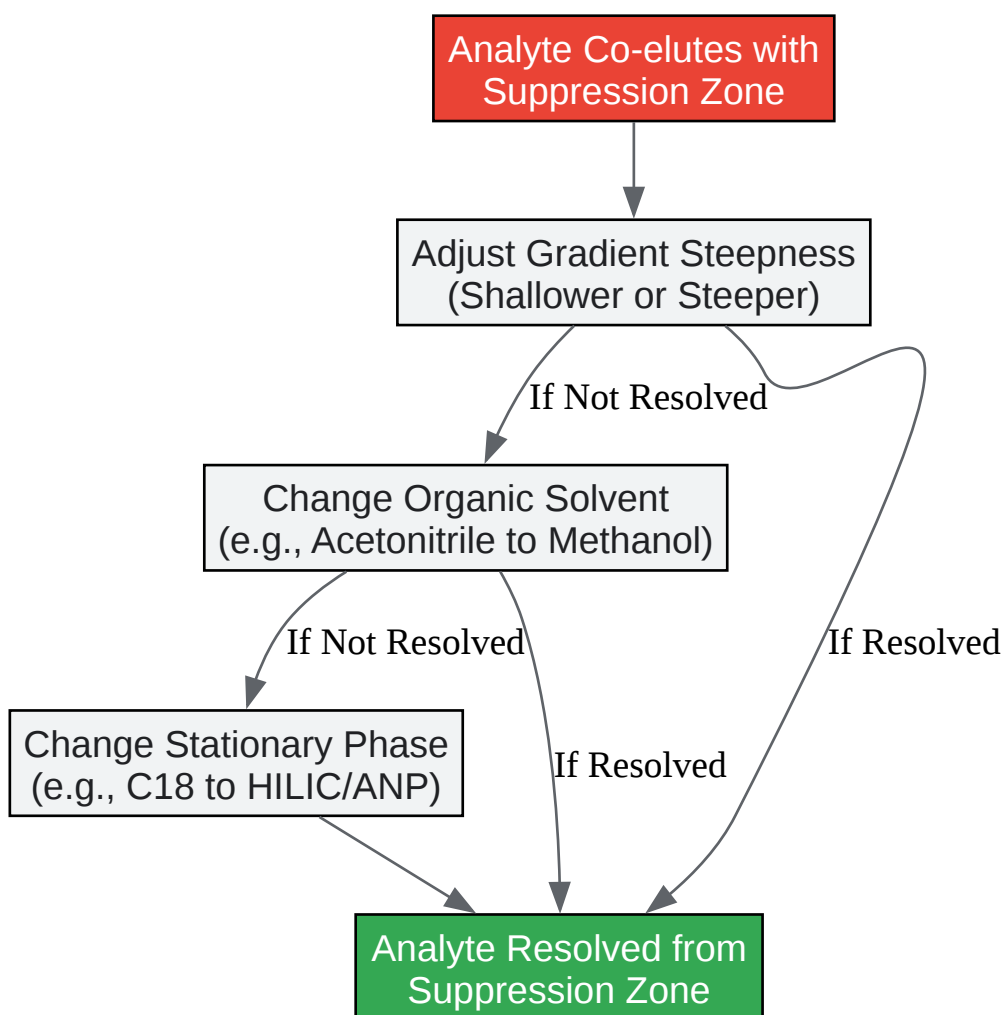 Analyte Co-elutes with
Suppression Zone
Adjust Gradient Steepness
(Shallower or Steeper)
If Not Resolved
Change Organic Solvent
(e.g., Acetonitrile to Methanol)
If Not Resolved
If Resolved
Change Stationary Phase
(e.g., C18 to HILIC/ANP)
If Resolved
Analyte Resolved from
Suppression Zone